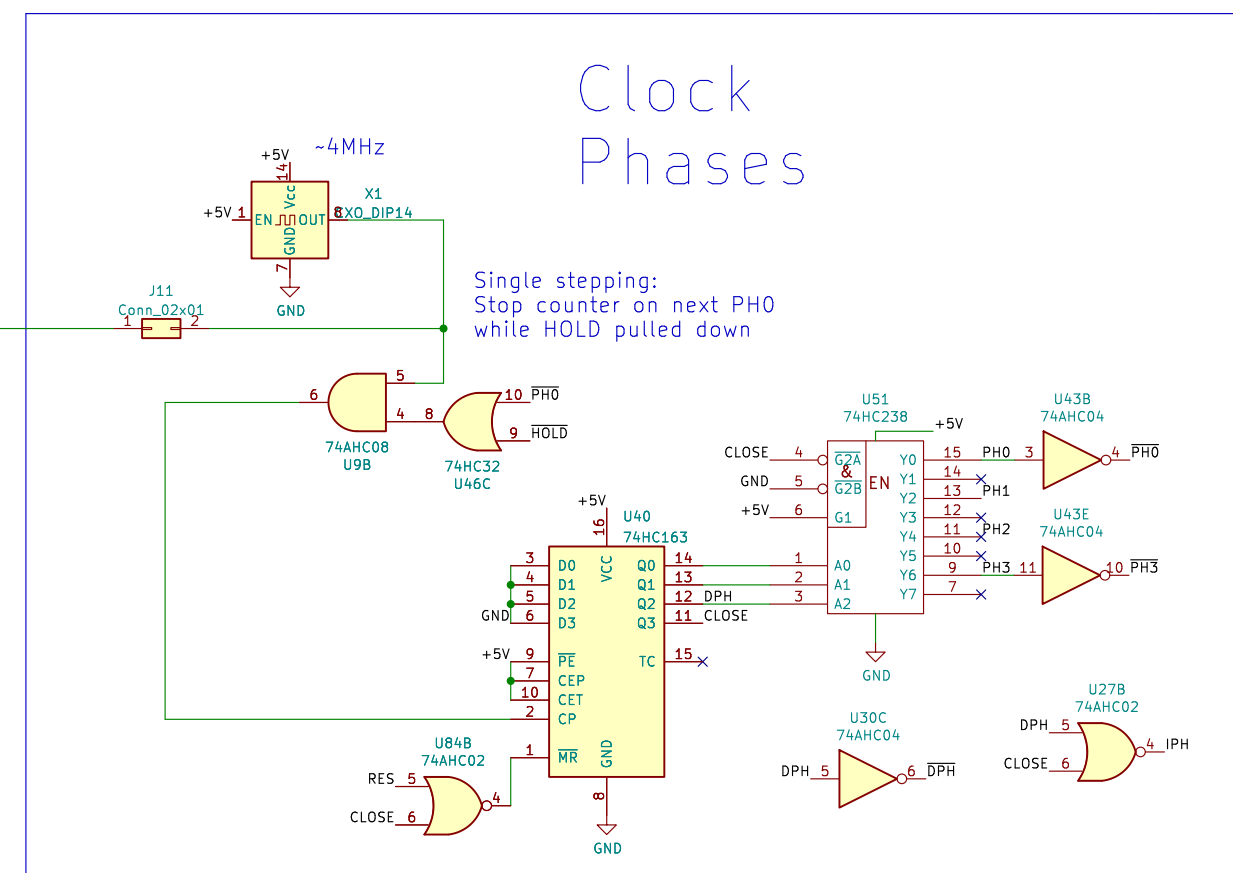 Clock
Phases
~4MHz
+5V
14
Vcc
X1
CXO_DIP14
+5V 1 EN OUT 8
GND
7
GND
J11
Conn_02x01
1 2
Single stepping:
Stop counter on next PH0
while HOLD pulled down
5
6
4
74AHC08
U9B
10 PH0
8
9 HOLD
74HC32
U46C
U51
74HC238
+5V
CLOSE 4 G2A
&
GND 5 G2B
EN
+5V 6 G1
1 A0
2 A1
3 A2
Y0 15 PH0
Y1 14
Y2 13 PH1
Y3 12
Y4 11 PH2
Y5 10
Y6 9 PH3
Y7 7
GND
U43B
74AHC04
3 4 PH0
U43E
74AHC04
11 10 PH3
+5V
16
VCC
U40
74HC163
3 D0
4 D1
5 D2
GND 6 D3
+5V 9 PE
7 CEP
10 CET
2 CP
1 MR
Q0 14
Q1 13
Q2 12 DPH
Q3 11 CLOSE
TC 15
GND
8
GND
U84B
74AHC02
RES 5
4
CLOSE 6
U30C
74AHC04
DPH 5 6 DPH
U27B
74AHC02
DPH 5
4 IPH
CLOSE 6